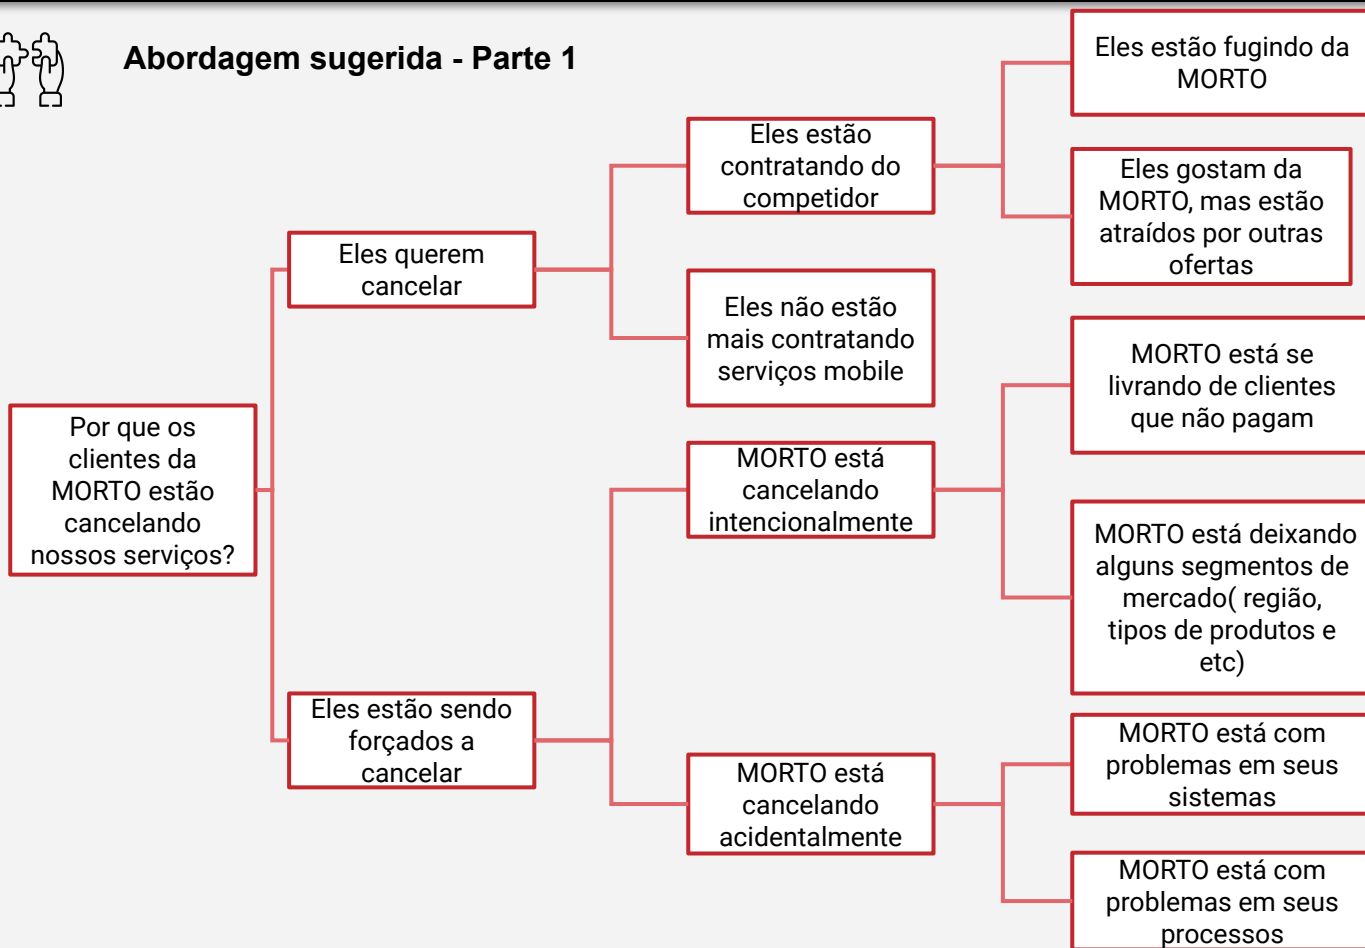 Abordagem sugerida - Parte 1
Por que os
clientes da
MORTO estão
cancelando
nossos serviços?
Eles querem
cancelar
Eles estão sendo
forçados a
cancelar
Eles estão
contratando do
competidor
Eles não estão
mais contratando
serviços mobile
MORTO está
cancelando
intencionalmente
MORTO está
cancelando
acidentalmente
Eles estão fugindo da
MORTO
Eles gostam da
MORTO, mas estão
atraídos por outras
ofertas
MORTO está se
livrando de clientes
que não pagam
MORTO está deixando
alguns segmentos de
mercado( região,
tipos de produtos e
etc)
MORTO está com
problemas em seus
sistemas
MORTO está com
problemas em seus
processos